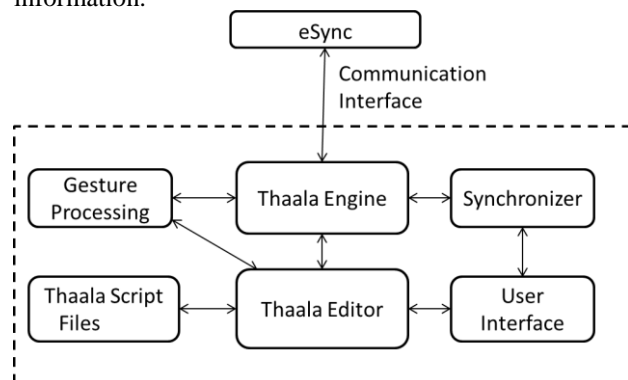 information.
eSync
Communication
Interface
Gesture
Processing
Thaala Engine
Synchronizer
Thaala Script
Files
Thaala Editor
User
Interface